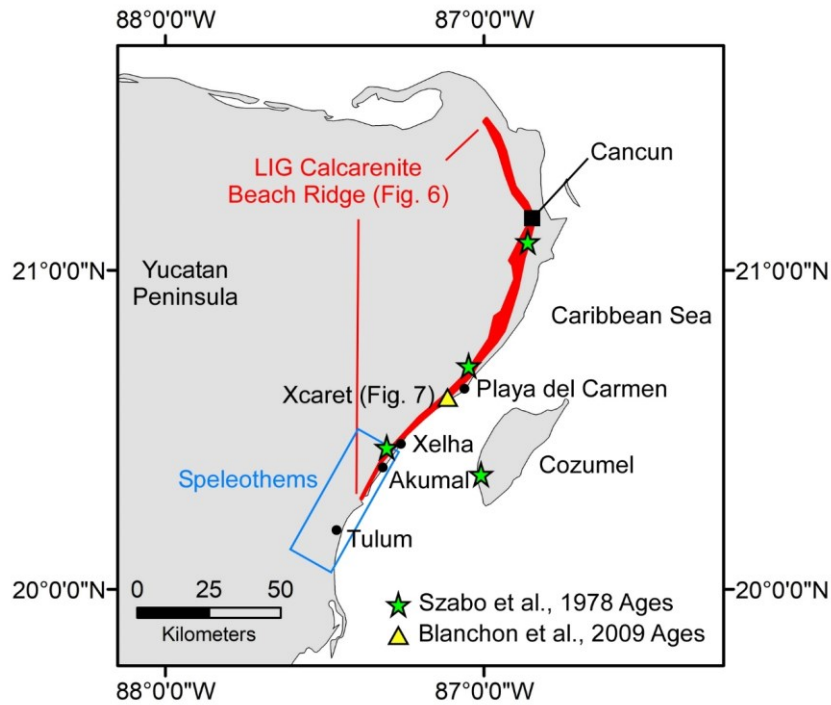 88°0'0"W
87°0'0"W
LIG Calcarenite
Beach Ridge (Fig. 6)
Cancun
21°0'0"N
Yucatan
Peninsula
21°0'0"N
Caribbean Sea
Xcaret (Fig. 7)
Playa del Carmen
Xelha
Speleothems
Akumal
Cozumel
Tulum
20°0'0"N
0 25 50
Kilometers
Szabo et al., 1978 Ages
Blanchon et al., 2009 Ages
20°0'0"N
88°0'0"W
87°0'0"W